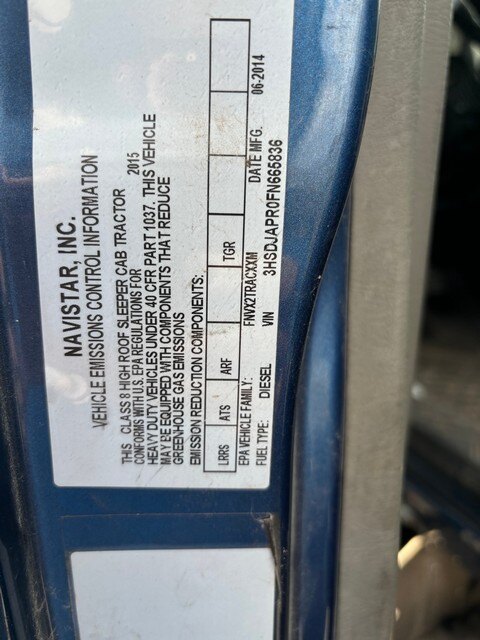 NAVISTAR, INC.
VEHICLE EMISSIONS CONTROL INFORMATION
THIS CLASS 8 HIGH ROOF SLEEPER CAB TRACTOR
CONFORMS WITH U.S. EPA REGULATIONS FOR 2015
HEAVY DUTY VEHICLES UNDER 40 CFR PART 1037. THIS VEHICLE
MAY BE EQUIPPED WITH COMPONENTS THAT REDUCE
GREENHOUSE GAS EMISSIONS
EMISSION REDUCTION COMPONENTS:
LRRS ATS ARF TGR
EPA VEHICLE FAMILY: FNVX2TRACXXM DATE MFG. 06-2014
FUEL TYPE: DIESEL VIN 3HSDJAPR0FN665836